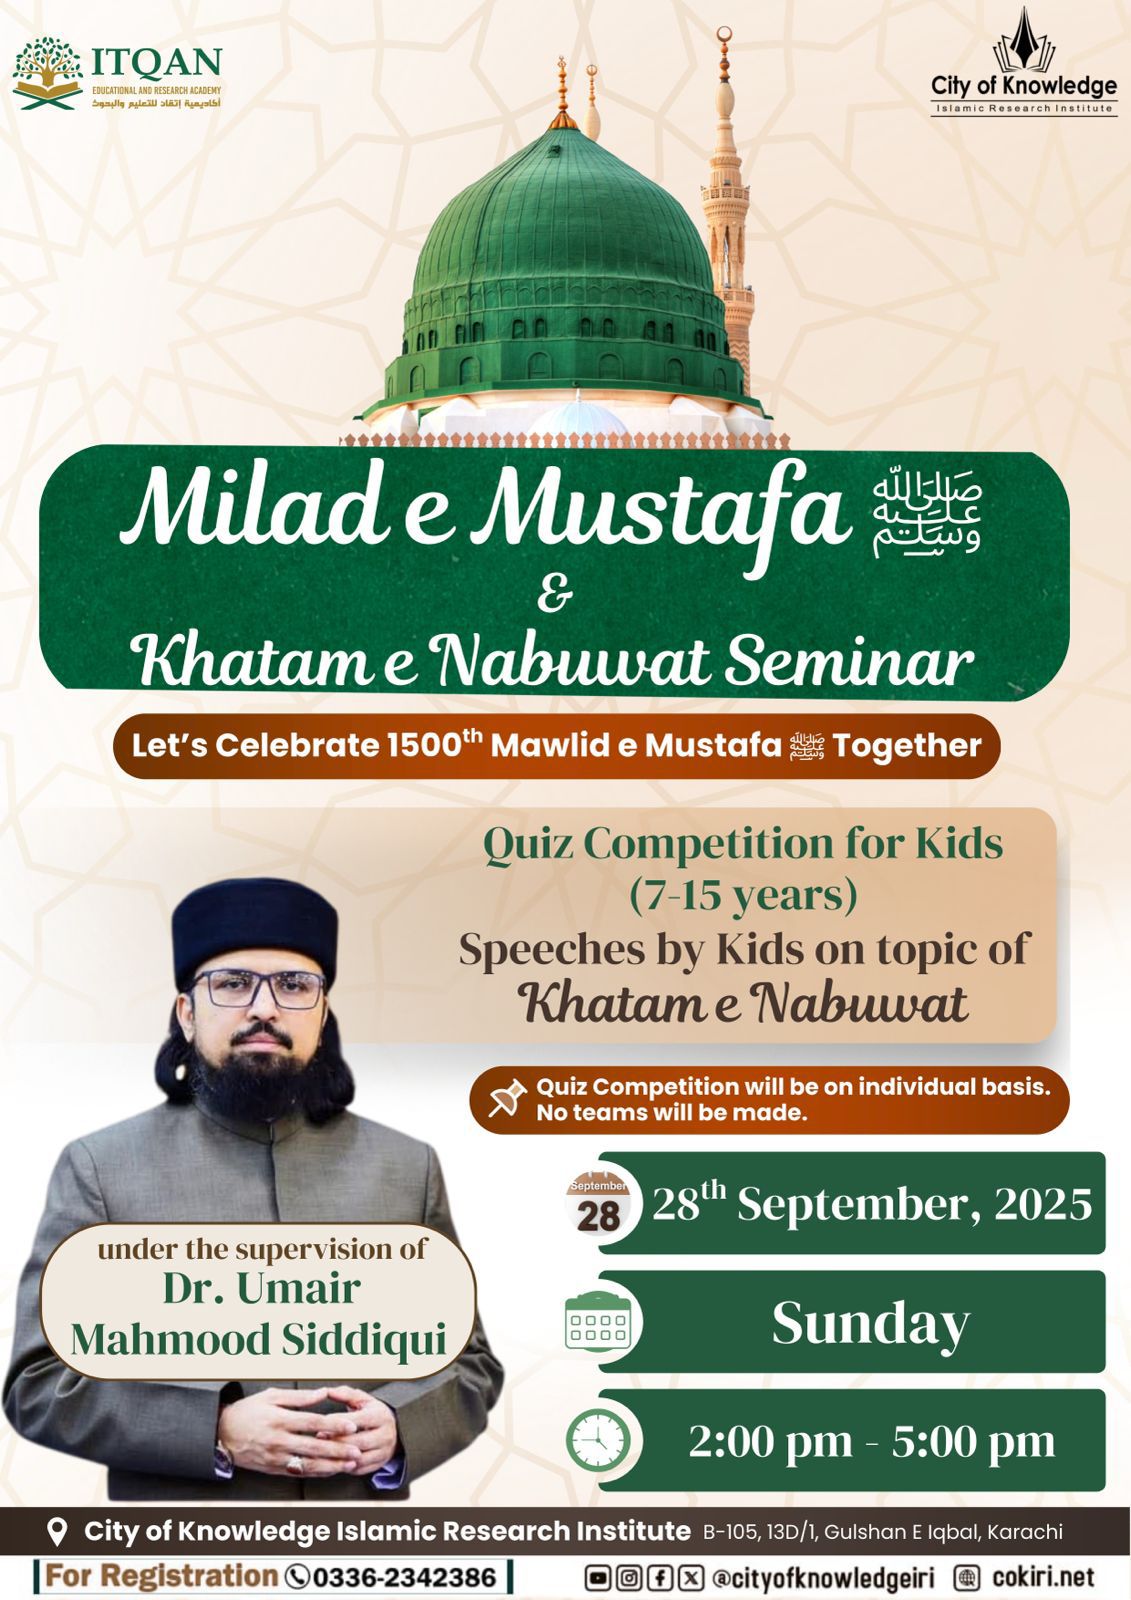 ITQAN
EDUCATIONAL AND RESEARCH ACADEMY
أكاديمية إتقان للتعليم والبحوث
City of Knowledge
Islamic Research Institute
Milad e Mustafa ﷺ
&
Khatam e Nabuwat Seminar
Let's Celebrate 1500th Mawlid e Mustafa ﷺ Together
Quiz Competition for Kids
(7-15 years)
Speeches by Kids on topic of
Khatam e Nabuwat
Quiz Competition will be on individual basis.
No teams will be made.
September
28
28th September, 2025
under the supervision of
Dr. Umair
Mahmood Siddiqui
Sunday
2:00 pm - 5:00 pm
City of Knowledge Islamic Research Institute B-105, 13D/1, Gulshan E Iqbal, Karachi
For Registration 0336-2342386
@cityofknowledgeiri cokiri.net